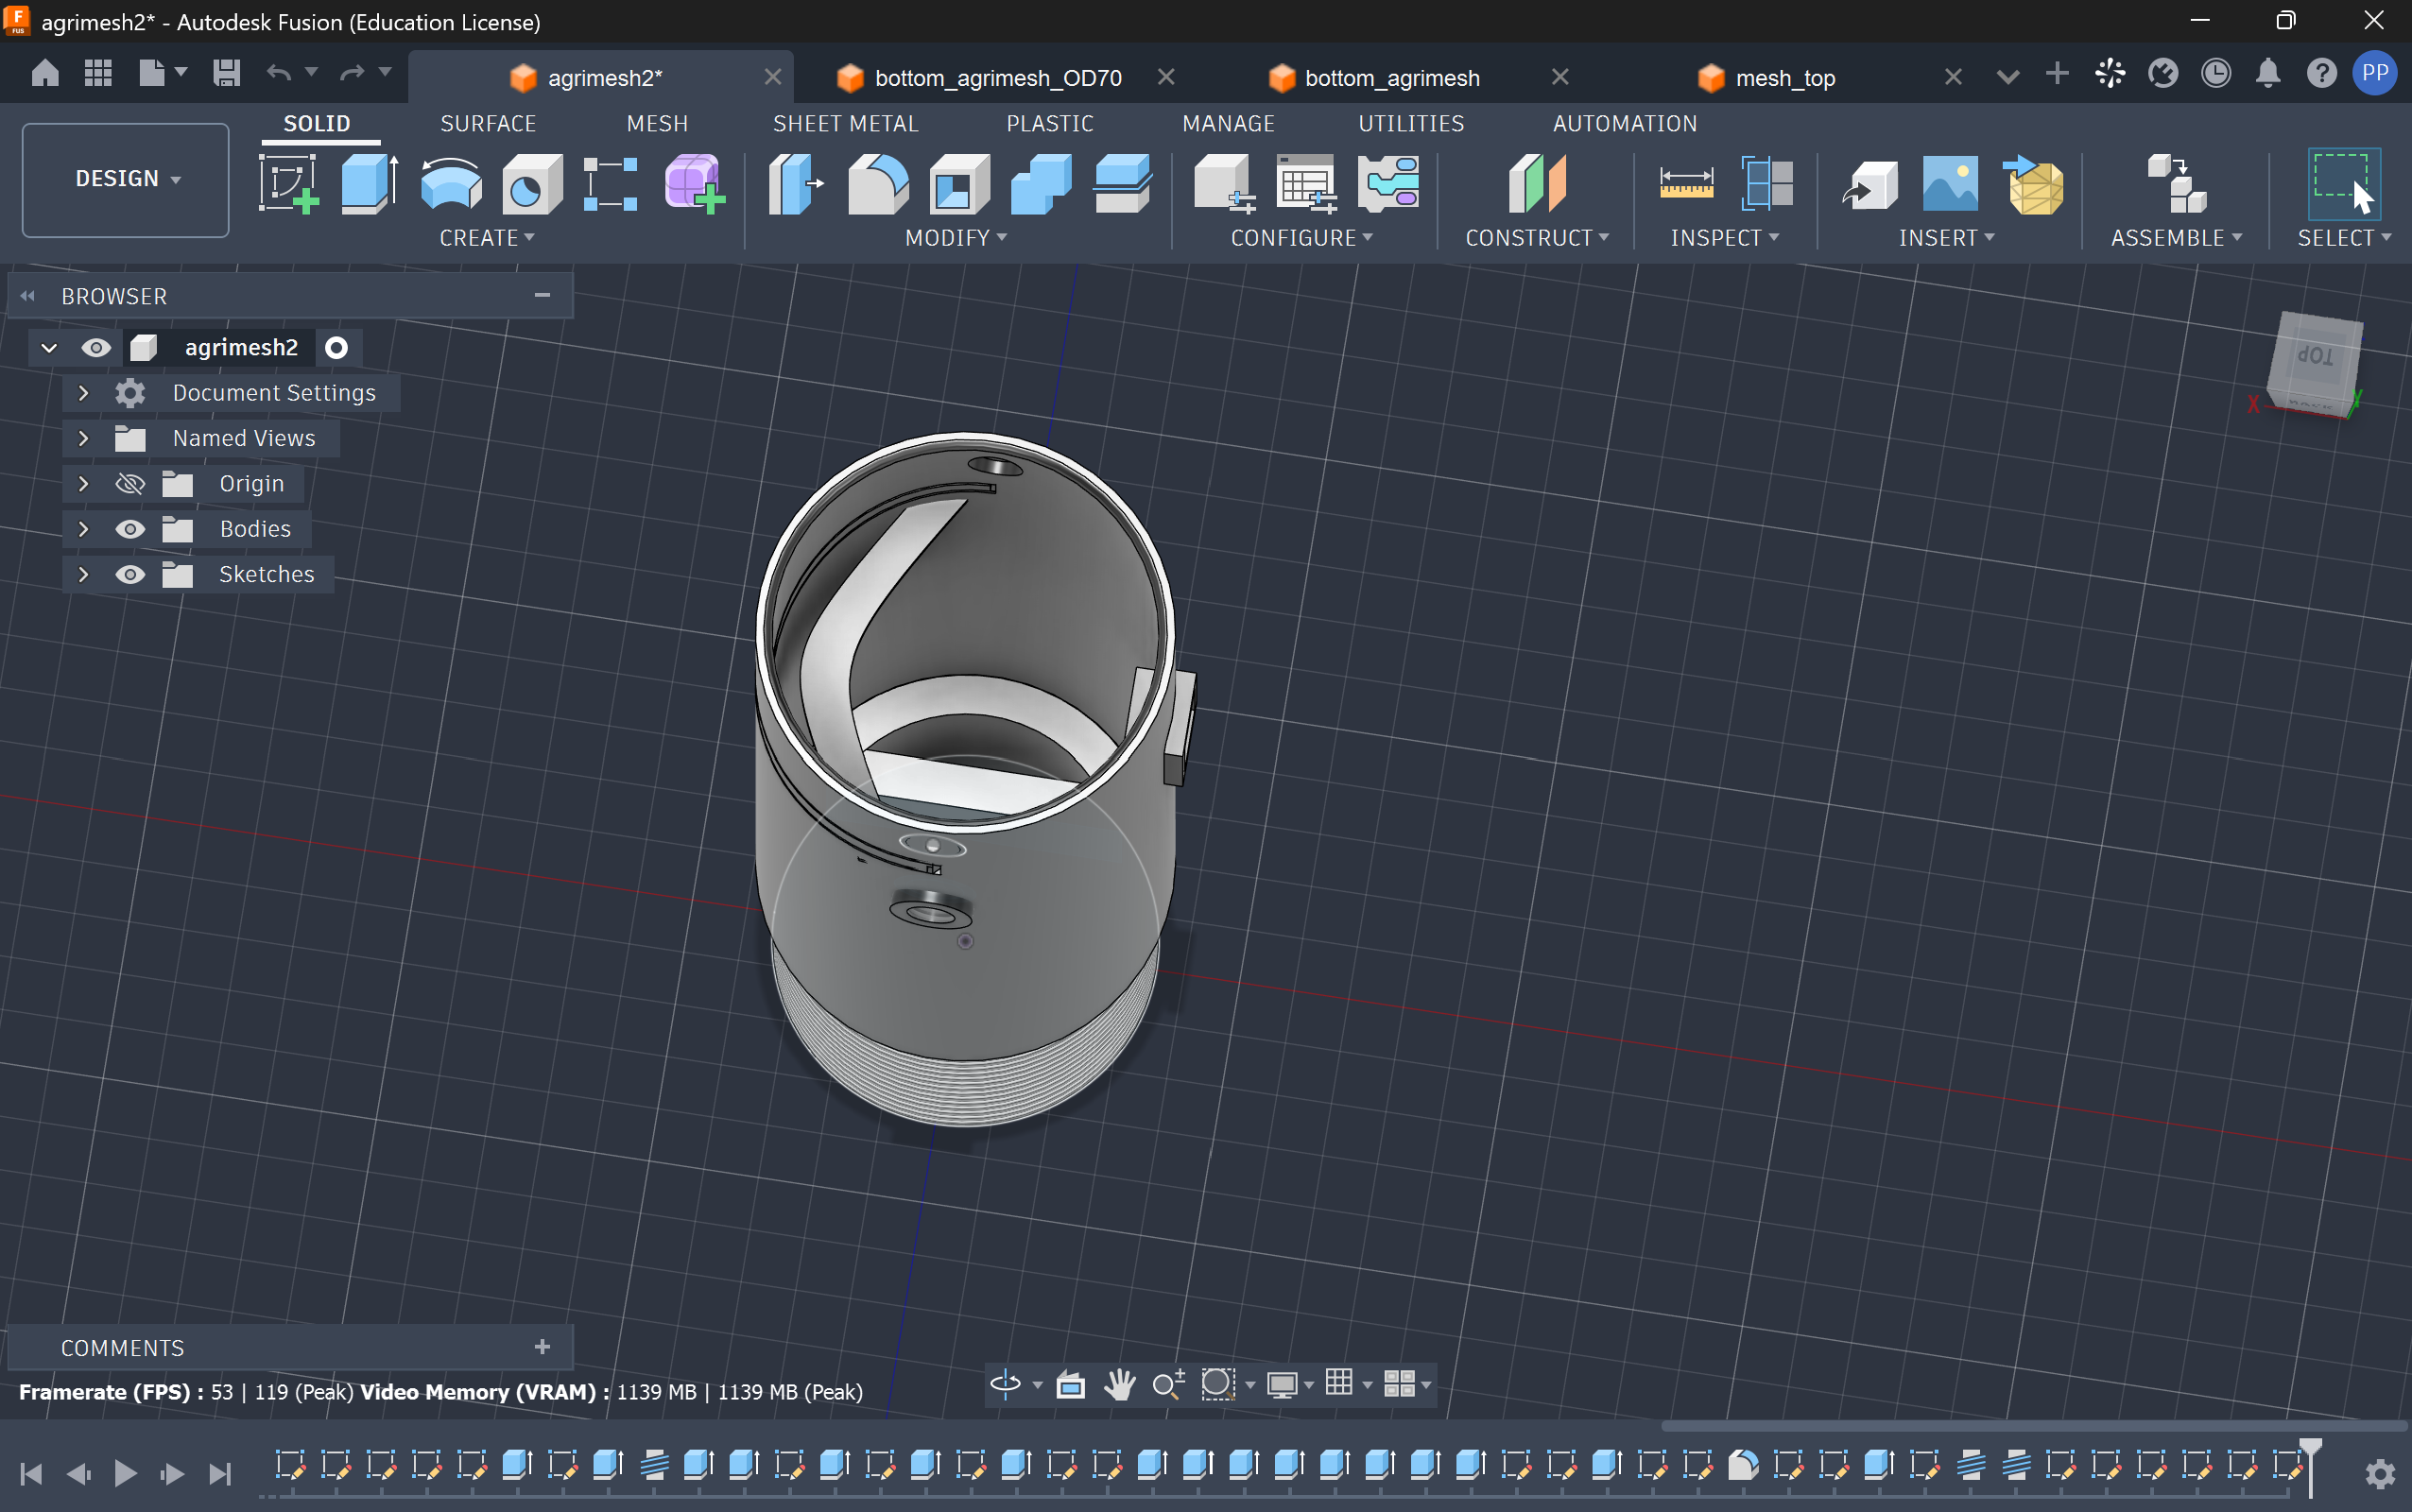 agrimesh2* - Autodesk Fusion (Education License)
agrimesh2* bottom_agrimesh_OD70 bottom_agrimesh mesh_top PP
SOLID SURFACE MESH SHEET METAL PLASTIC MANAGE UTILITIES AUTOMATION
DESIGN
CREATE MODIFY CONFIGURE CONSTRUCT INSPECT INSERT ASSEMBLE SELECT
BROWSER
agrimesh2
Document Settings
Named Views
Origin
Bodies
Sketches
TOP
BACK
X Y
COMMENTS
Framerate (FPS) : 53 | 119 (Peak) Video Memory (VRAM) : 1139 MB | 1139 MB (Peak)